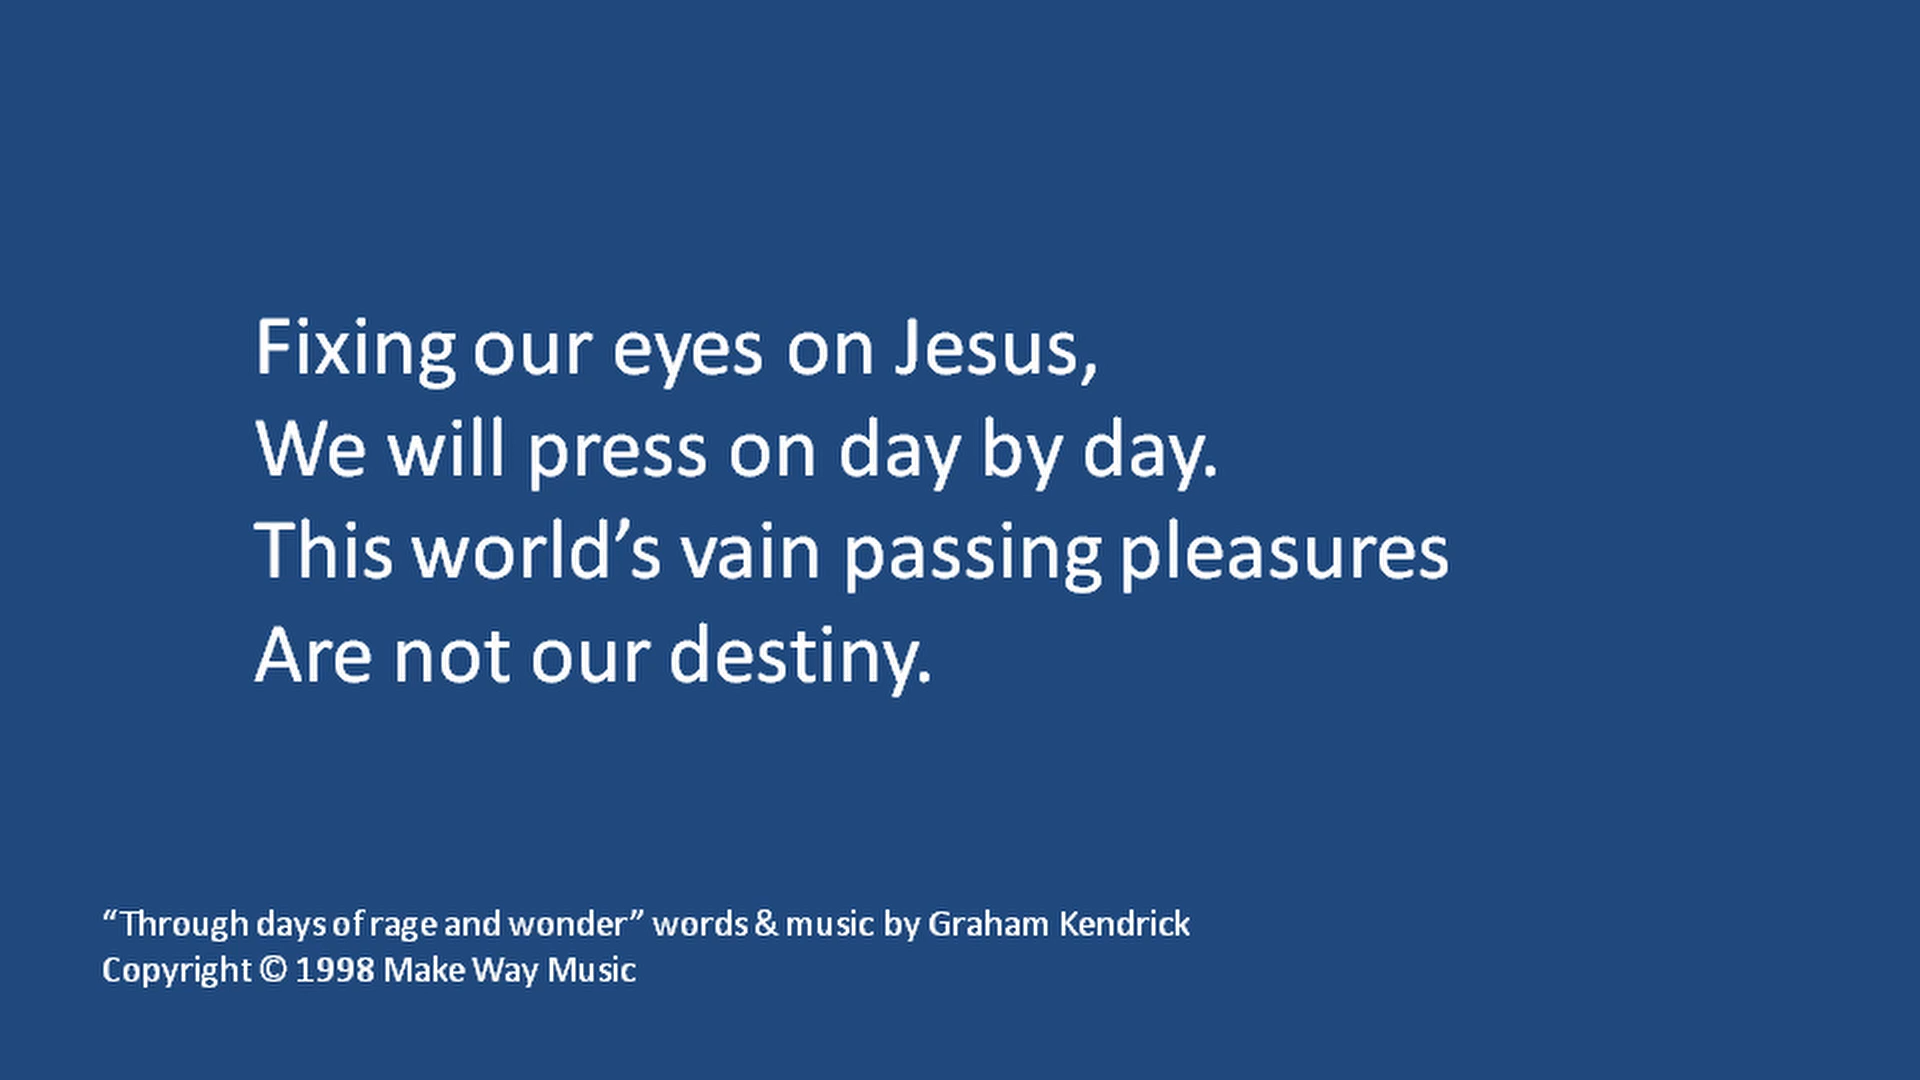 Fixing our eyes on Jesus,
We will press on day by day.
This world’s vain passing pleasures
Are not our destiny.
“Through days of rage and wonder” words & music by Graham Kendrick
Copyright © 1998 Make Way Music